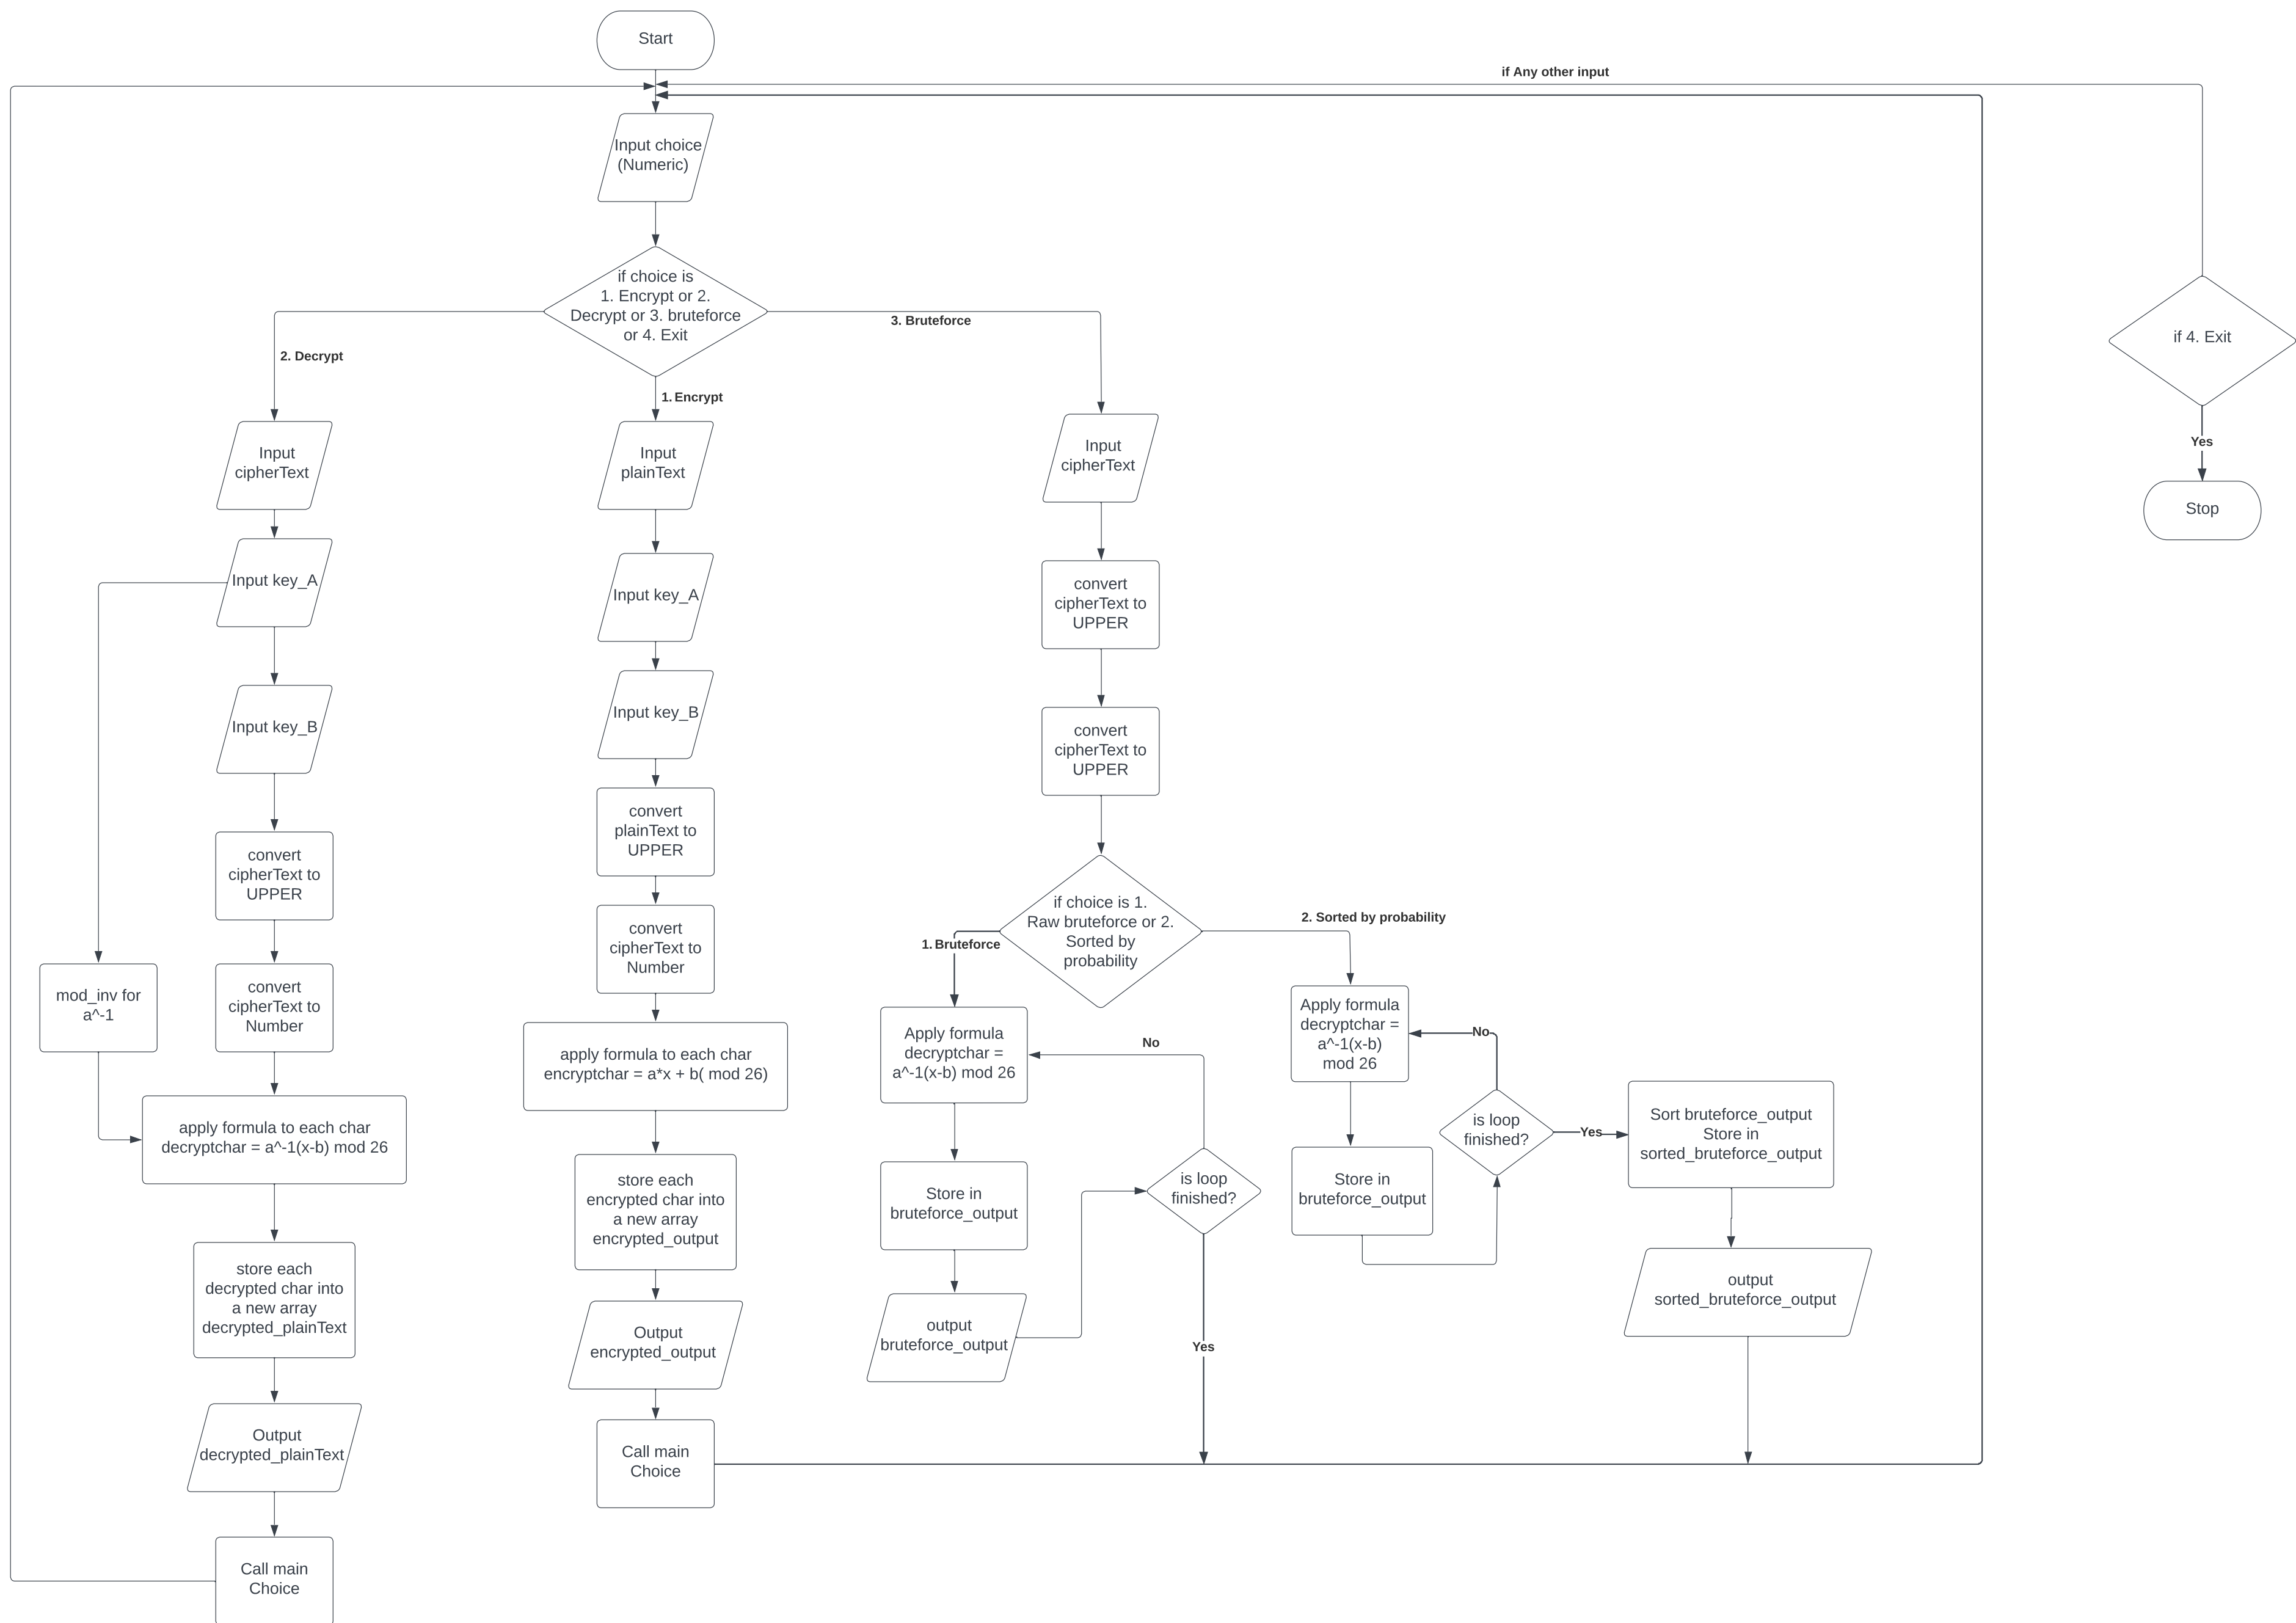 Start
if Any other input
Input choice
(Numeric)
if choice is
1. Encrypt or 2.
Decrypt or 3. bruteforce
or 4. Exit
3. Bruteforce
2. Decrypt
1. Encrypt
if 4. Exit
Yes
Stop
Input
cipherText
Input key_A
Input key_B
convert
cipherText to
UPPER
mod_inv for
a^-1
convert
cipherText to
Number
apply formula to each char
decryptchar = a^-1(x-b) mod 26
store each
decrypted char into
a new array
decrypted_plainText
Output
decrypted_plainText
Call main
Choice
Input
plainText
Input key_A
Input key_B
convert
plainText to
UPPER
convert
cipherText to
Number
apply formula to each char
encryptchar = a*x + b( mod 26)
store each
encrypted char into
a new array
encrypted_output
Output
encrypted_output
Call main
Choice
Input
cipherText
convert
cipherText to
UPPER
convert
cipherText to
UPPER
if choice is 1.
Raw bruteforce or 2.
Sorted by
probability
1. Bruteforce
2. Sorted by probability
Apply formula
decryptchar =
a^-1(x-b) mod 26
No
Store in
bruteforce_output
is loop
finished?
output
bruteforce_output
Yes
Apply formula
decryptchar =
a^-1(x-b)
mod 26
No
is loop
finished?
Yes
Store in
bruteforce_output
Sort bruteforce_output
Store in
sorted_bruteforce_output
output
sorted_bruteforce_output